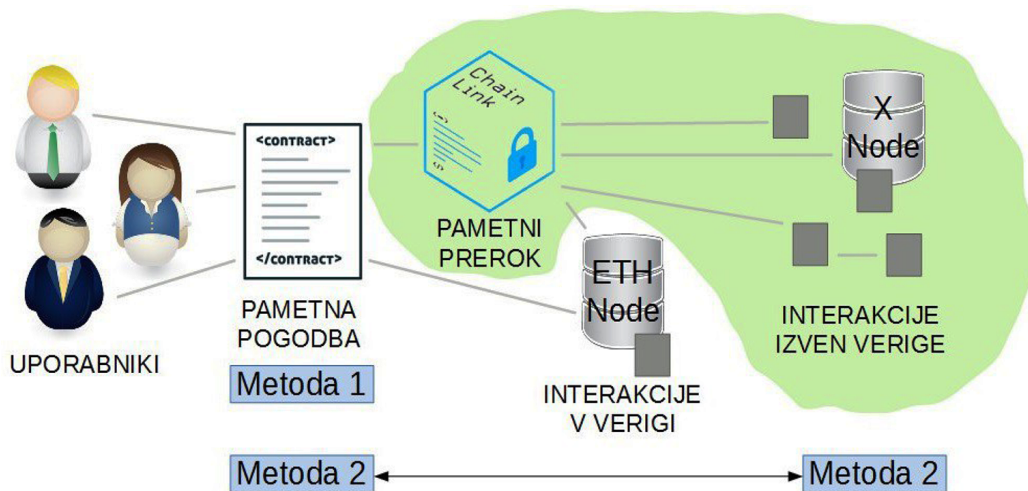 Chain
Link
<contract>
</contract>
X
Node
PAMETNI
PREROK
ETH
Node
PAMETNA
POGODBA
UPORABNIKI
INTERAKCIJE
IZVEN VERIGE
Metoda 1
INTERAKCIJE
V VERIGI
Metoda 2
Metoda 2